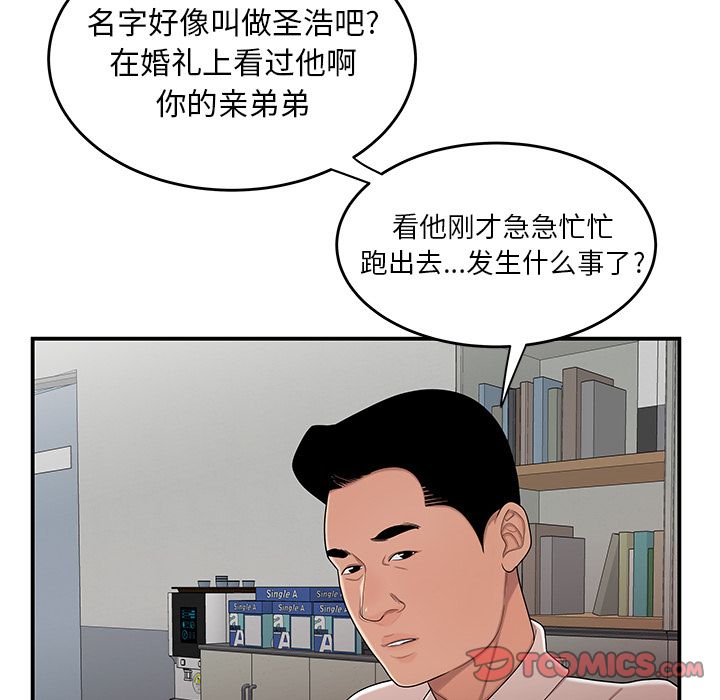 名字好像叫做圣浩吧?
在婚礼上看过他啊
你的亲弟弟
看他刚才急急忙忙
跑出去...发生什么事了?
Single A
Single A
Single A
Single A
Single A
A
A
A
TOOMICS.COM